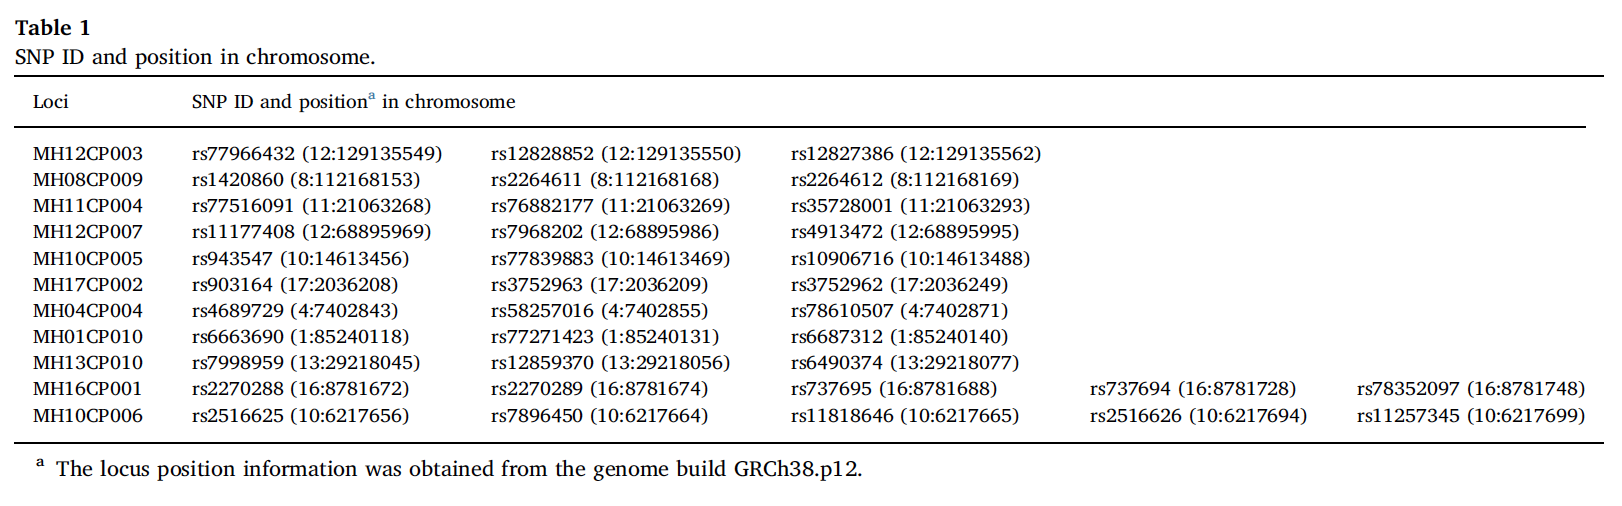 Table 1
SNP ID and position in chromosome.
Loci SNP ID and positionᵃ in chromosome
MH12CP003 rs77966432 (12:129135549) rs12828852 (12:129135550) rs12827386 (12:129135562)
MH08CP009 rs1420860 (8:112168153) rs2264611 (8:112168168) rs2264612 (8:112168169)
MH11CP004 rs77516091 (11:21063268) rs76882177 (11:21063269) rs35728001 (11:21063293)
MH12CP007 rs11177408 (12:68895969) rs7968202 (12:68895986) rs4913472 (12:68895995)
MH10CP005 rs943547 (10:14613456) rs77839883 (10:14613469) rs10906716 (10:14613488)
MH17CP002 rs903164 (17:2036208) rs3752963 (17:2036209) rs3752962 (17:2036249)
MH04CP004 rs4689729 (4:7402843) rs58257016 (4:7402855) rs78610507 (4:7402871)
MH01CP010 rs6663690 (1:85240118) rs77271423 (1:85240131) rs6687312 (1:85240140)
MH13CP010 rs7998959 (13:29218045) rs12859370 (13:29218056) rs6490374 (13:29218077)
MH16CP001 rs2270288 (16:8781672) rs2270289 (16:8781674) rs737695 (16:8781688) rs737694 (16:8781728) rs78352097 (16:8781748)
MH10CP006 rs2516625 (10:6217656) rs7896450 (10:6217664) rs11818646 (10:6217665) rs2516626 (10:6217694) rs11257345 (10:6217699)
ᵃ The locus position information was obtained from the genome build GRCh38.p12.